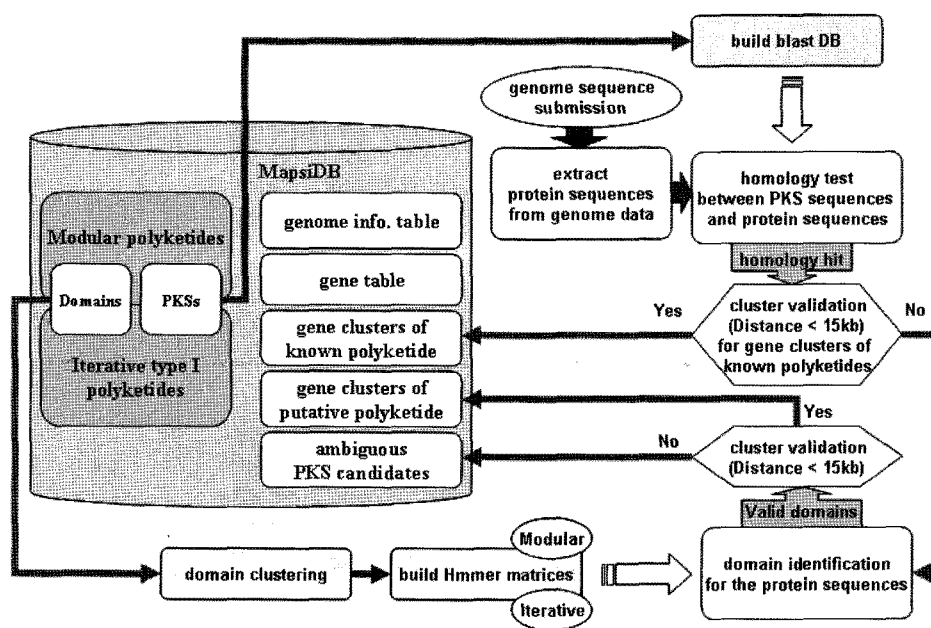 build blast DB
genome sequence
submission
MapsiDB
extract
protein sequences
from genome data
homology test
between PKS sequences
and protein sequences
Modular polyketides
genome info. table
homology hit
Domains
PKSs
gene table
Yes
cluster validation
(Distance < 15kb)
for gene clusters of
known polyketides
No
Iterative type I
polyketides
gene clusters of
known polyketide
gene clusters of
putative polyketide
Yes
ambiguous
PKS candidates
No
cluster validation
(Distance < 15kb)
Valid domains
domain clustering
build Hmmer matrices
Modular
Iterative
domain identification
for the protein sequences